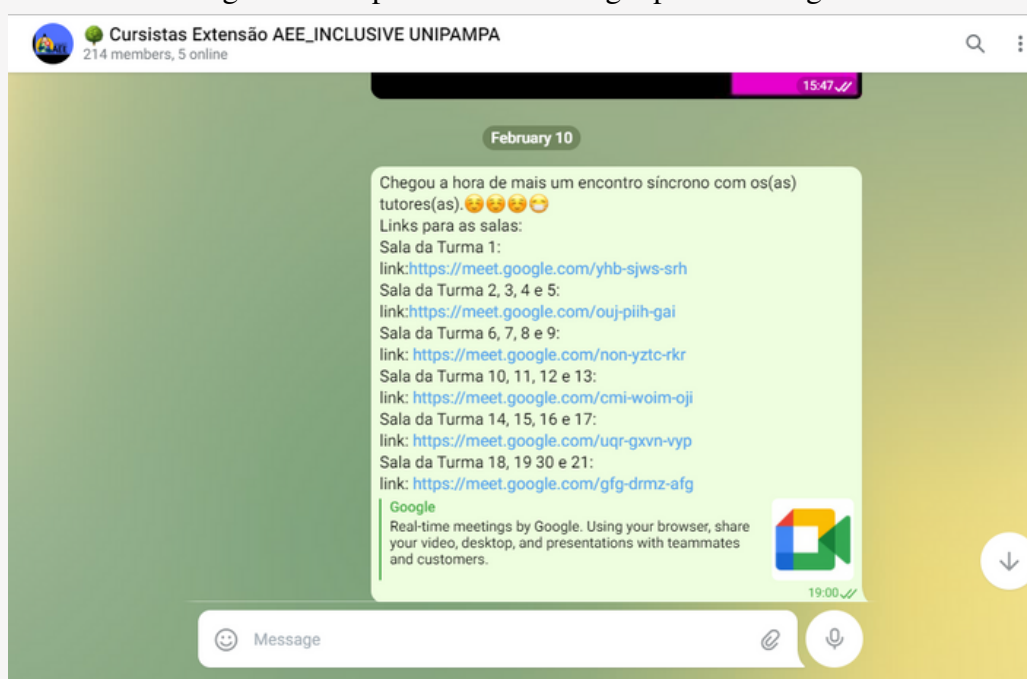 Cursistas Extensão AEE_INCLUSIVE UNIPAMPA
214 members, 5 online
15:47
February 10
Chegou a hora de mais um encontro síncrono com os(as)
tutores(as).
Links para as salas:
Sala da Turma 1:
link:https://meet.google.com/yhb-sjws-srh
Sala da Turma 2, 3, 4 e 5:
link:https://meet.google.com/ouj-piih-gai
Sala da Turma 6, 7, 8 e 9:
link: https://meet.google.com/non-yztc-rkr
Sala da Turma 10, 11, 12 e 13:
link: https://meet.google.com/cmi-woim-oji
Sala da Turma 14, 15, 16 e 17:
link: https://meet.google.com/uqr-gxvn-vyp
Sala da Turma 18, 19 30 e 21:
link: https://meet.google.com/gfg-drmz-afg
Google
Real-time meetings by Google. Using your browser, share
your video, desktop, and presentations with teammates
and customers.
19:00
Message